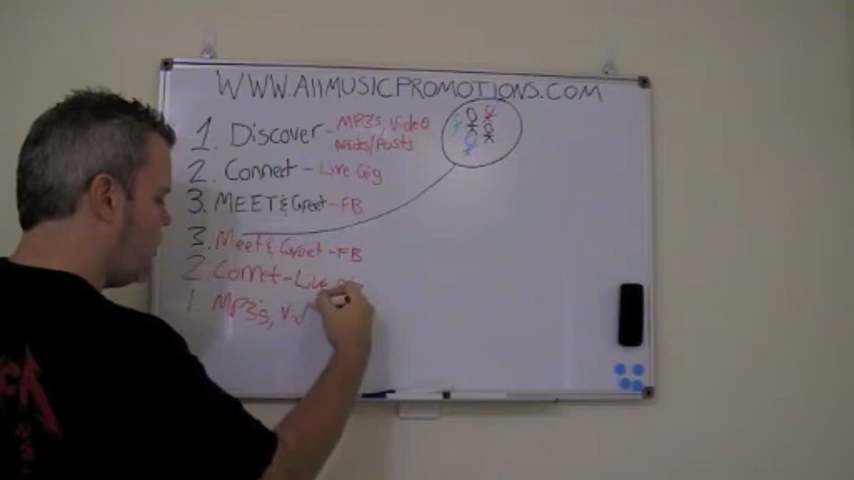 WWW.AllMUSICPROMOTIONS.COM
1. Discover - MP3's, Video
Posts
2. Connect - Live Gig
3. MEET & Greet - FB
3. Meet & Greet - FB
2. Connect - Live
1. MP3's, Vid